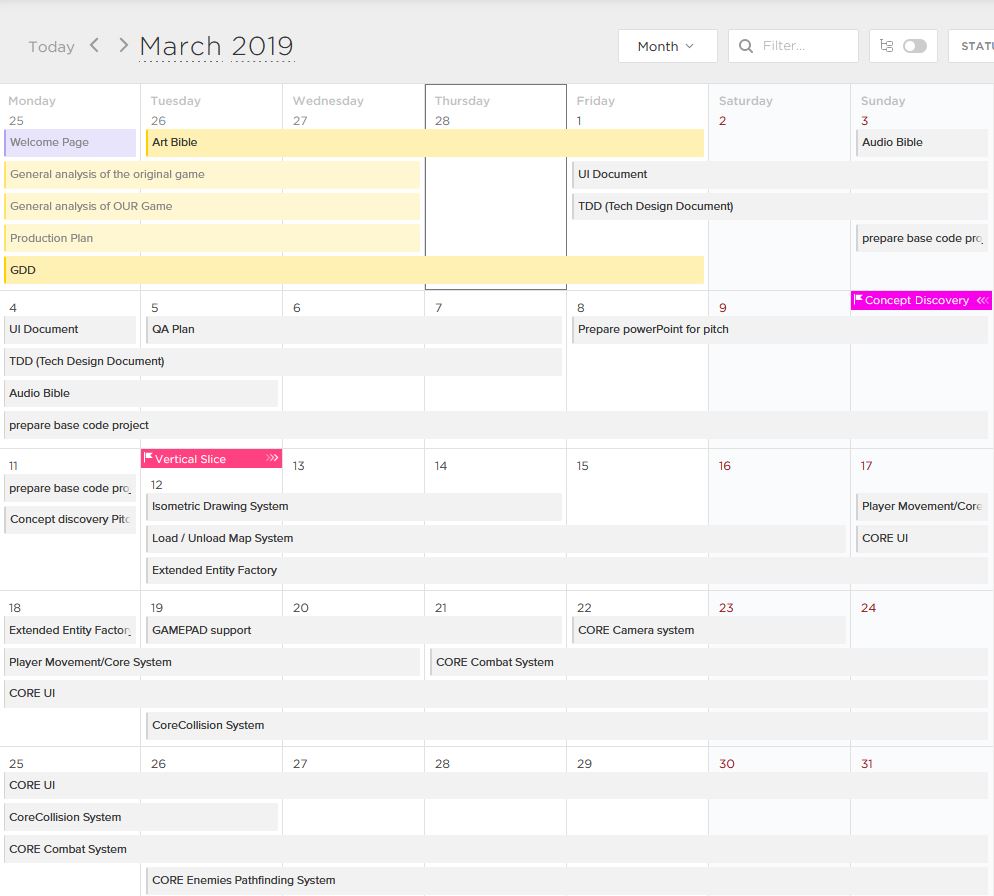 Today March 2019 Month Filter... STATU
Monday Tuesday Wednesday Thursday Friday Saturday Sunday
25 26 27 28 1 2 3
Welcome Page Art Bible Audio Bible
General analysis of the original game UI Document
General analysis of OUR Game TDD (Tech Design Document)
Production Plan prepare base code pro
GDD
Concept Discovery
4 5 6 7 8 9
UI Document QA Plan Prepare powerPoint for pitch
TDD (Tech Design Document)
Audio Bible
prepare base code project
Vertical Slice
11 12 13 14 15 16 17
prepare base code pro
Concept discovery Pitc
Isometric Drawing System Player Movement/Core
Load / Unload Map System CORE UI
Extended Entity Factory
18 19 20 21 22 23 24
Extended Entity Factor GAMEPAD support CORE Camera system
Player Movement/Core System CORE Combat System
CORE UI
CoreCollision System
25 26 27 28 29 30 31
CORE UI
CoreCollision System
CORE Combat System
CORE Enemies Pathfinding System